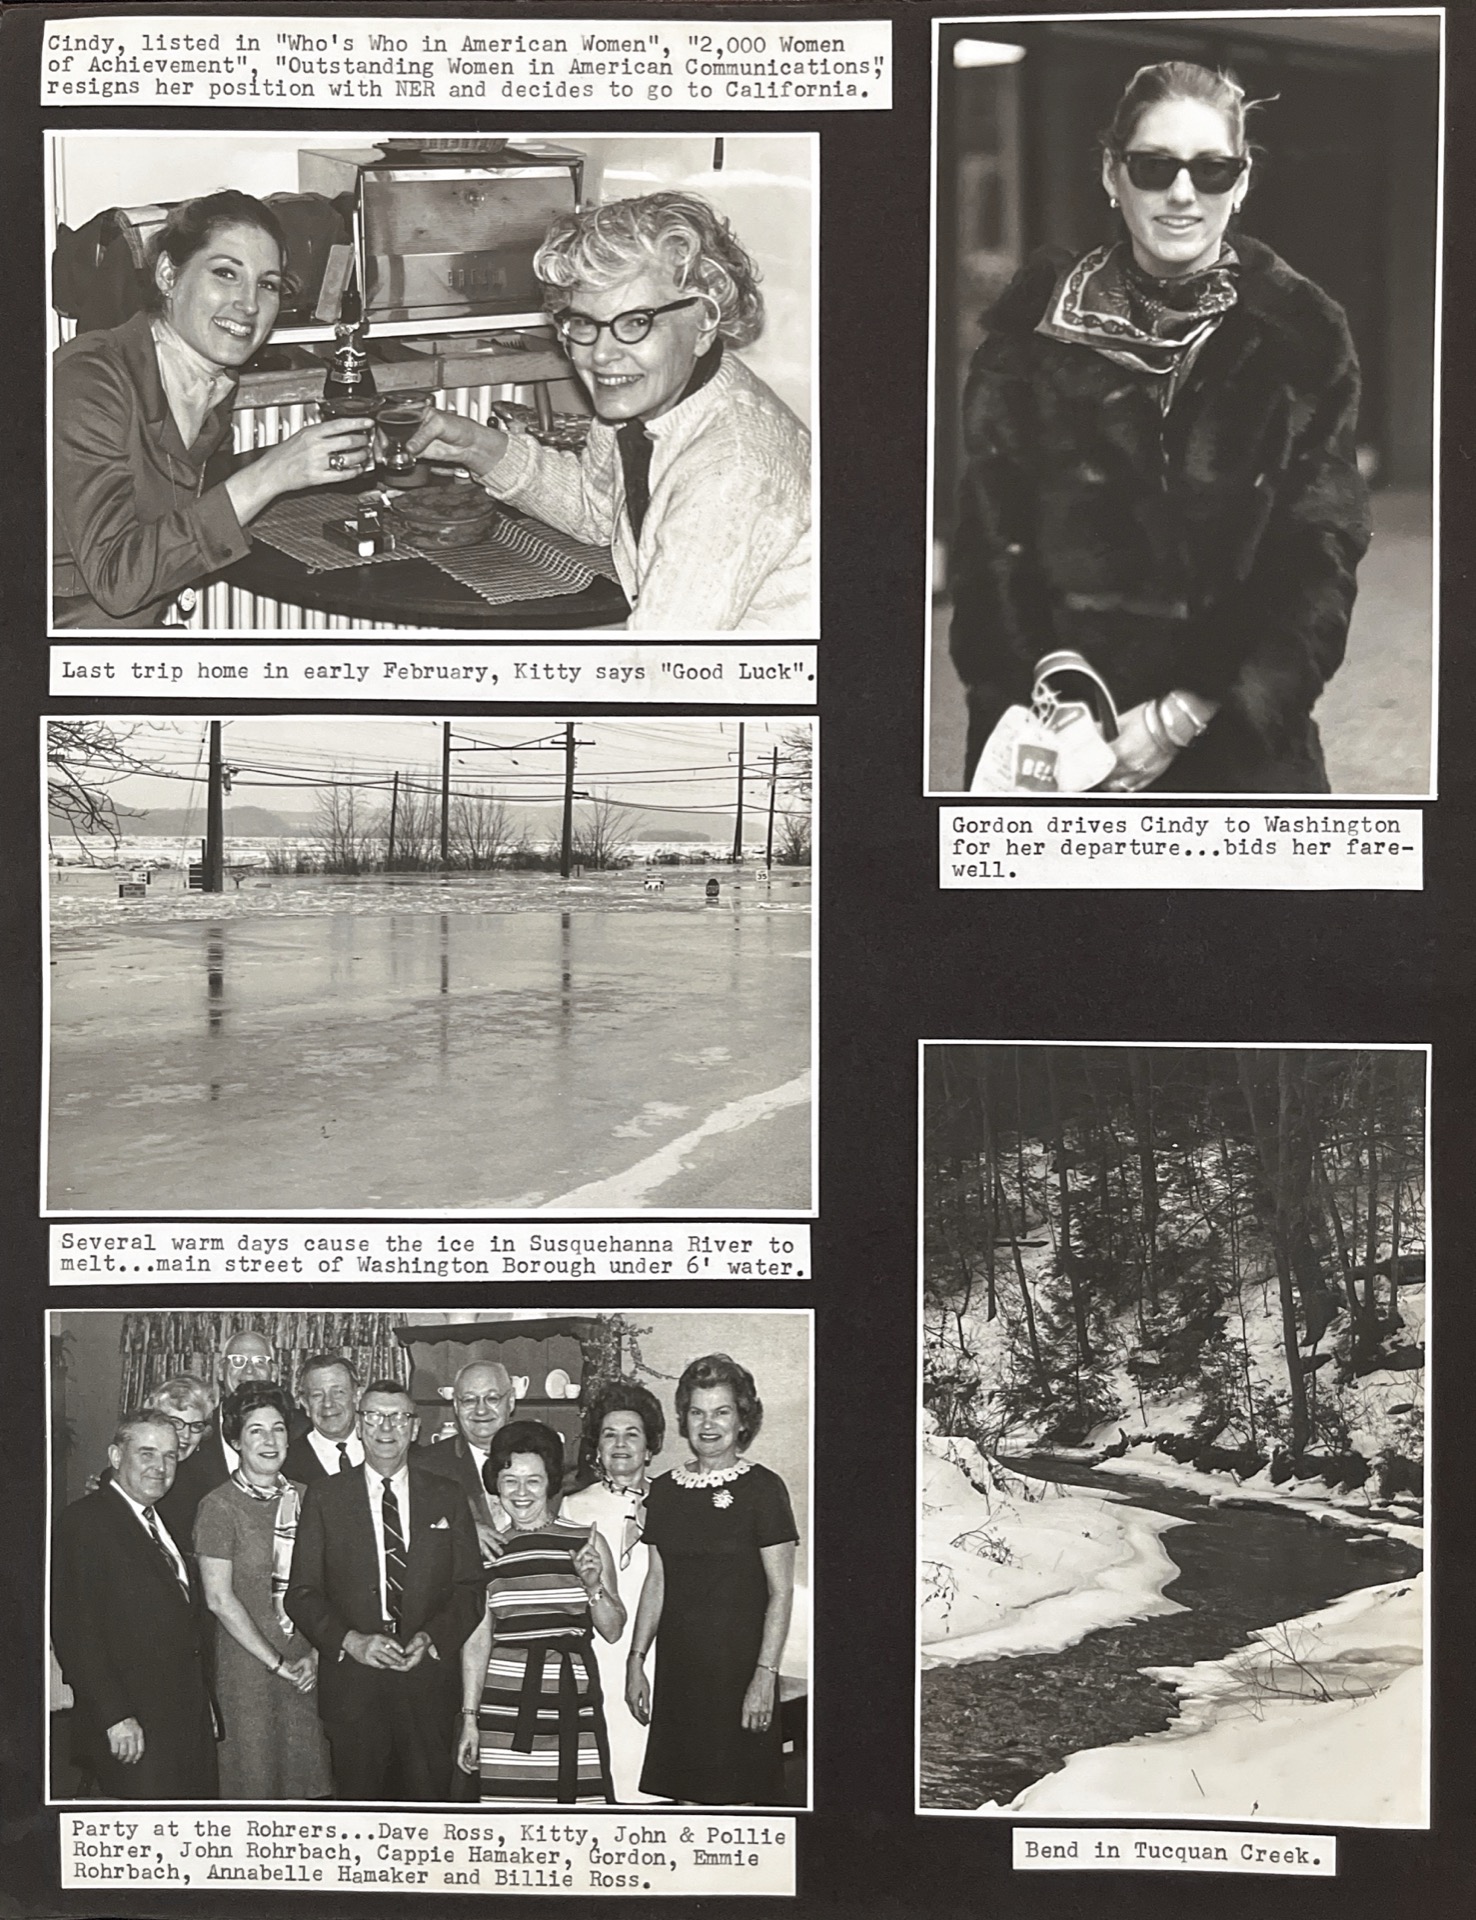 Cindy, listed in "Who's Who in American Women", "2,000 Women
of Achievement", "Outstanding Women in American Communications",
resigns her position with NER and decides to go to California.
Last trip home in early February, Kitty says "Good Luck".
Gordon drives Cindy to Washington
for her departure...bids her fare-
well.
35
Several warm days cause the ice in Susquehanna River to
melt...main street of Washington Borough under 6' water.
Party at the Rohrers...Dave Ross, Kitty, John & Pollie
Rohrer, John Rohrbach, Cappie Hamaker, Gordon, Emmie
Rohrbach, Annabelle Hamaker and Billie Ross.
Bend in Tucquan Creek.